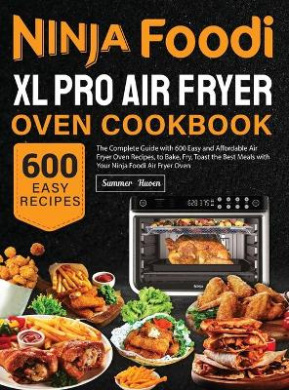 NINJA Foodi
XL PRO AIR FRYER
OVEN COOKBOOK
600
EASY
RECIPES
The Complete Guide with 600 Easy and Affordable Air
Fryer Oven Recipes, to Bake, Fry, Toast the Best Meals with
Your Ninja Foodi Air Fryer Oven
Summer Huven